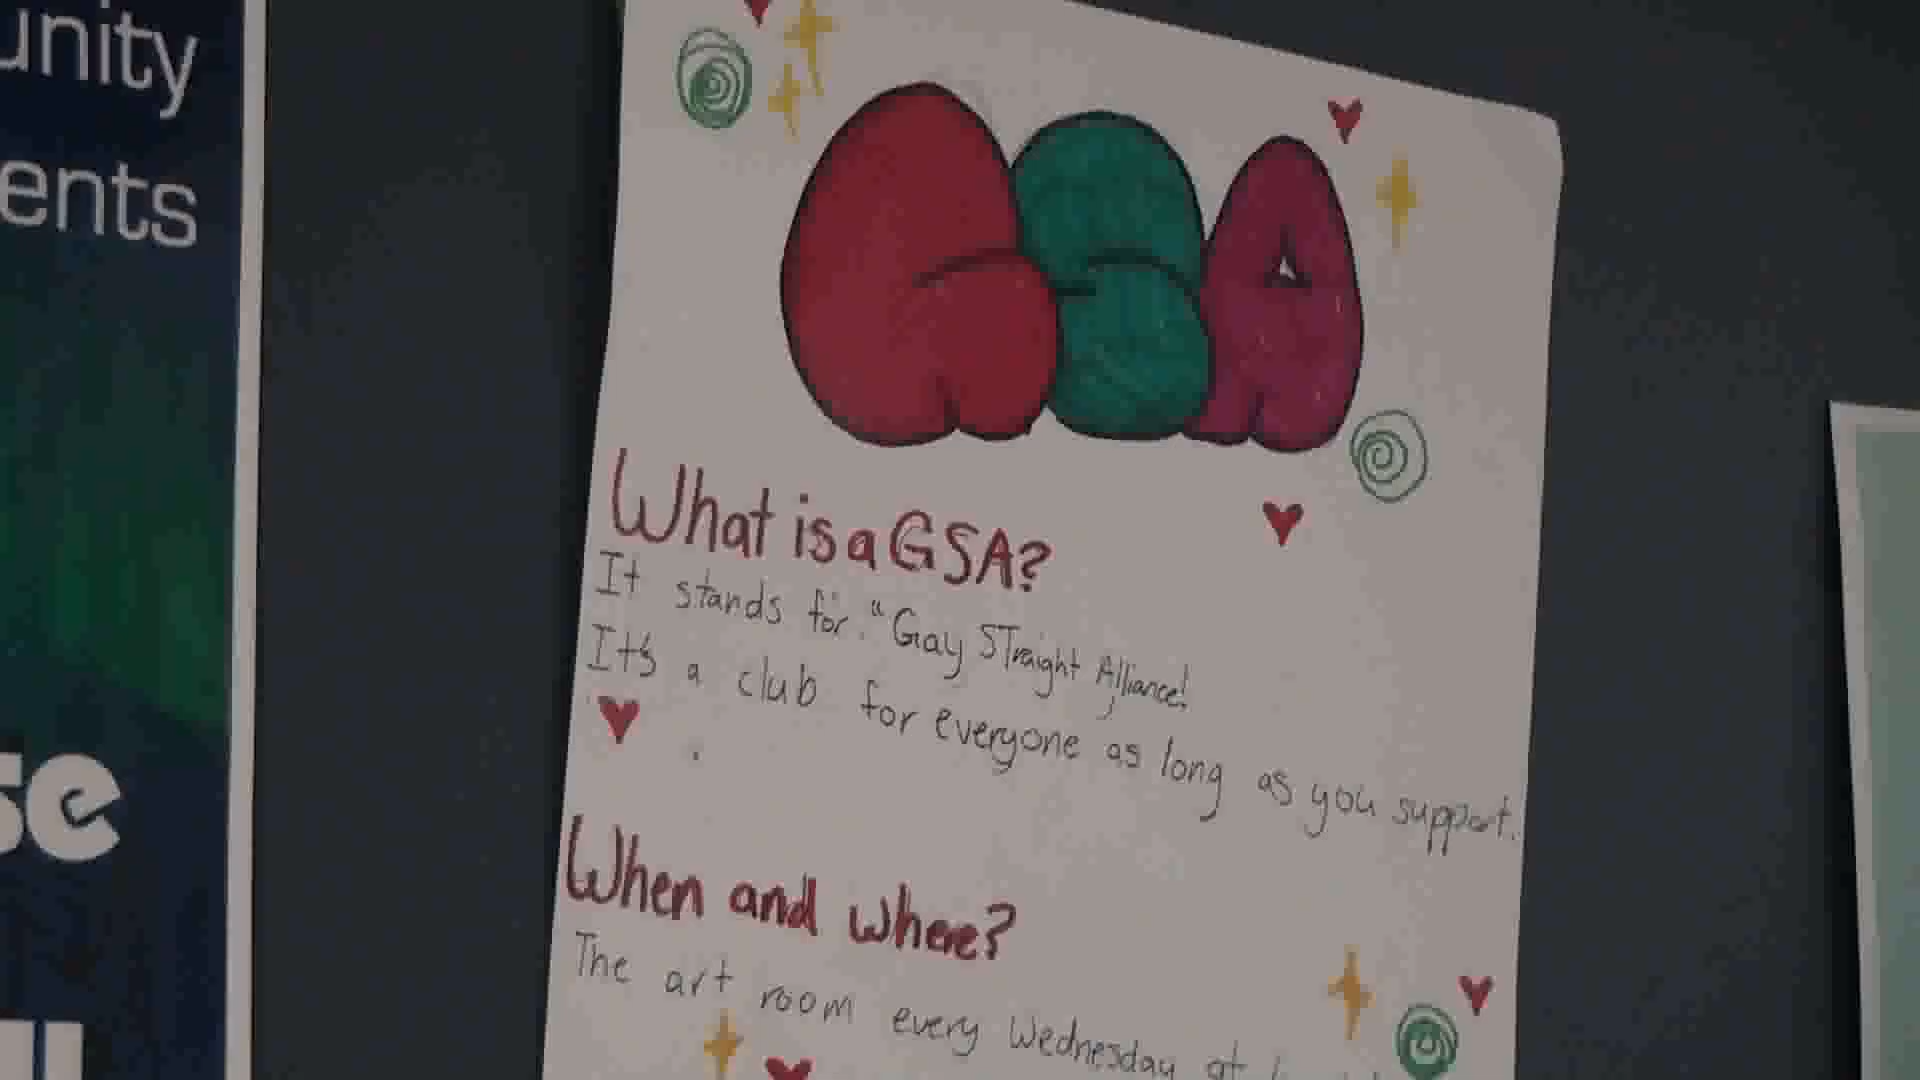 unity
ents
se
GSA
What is a GSA?
It stands for "Gay STraight Alliance!
It's a club for everyone as long as you support.
When and where?
The art room every Wednesday at